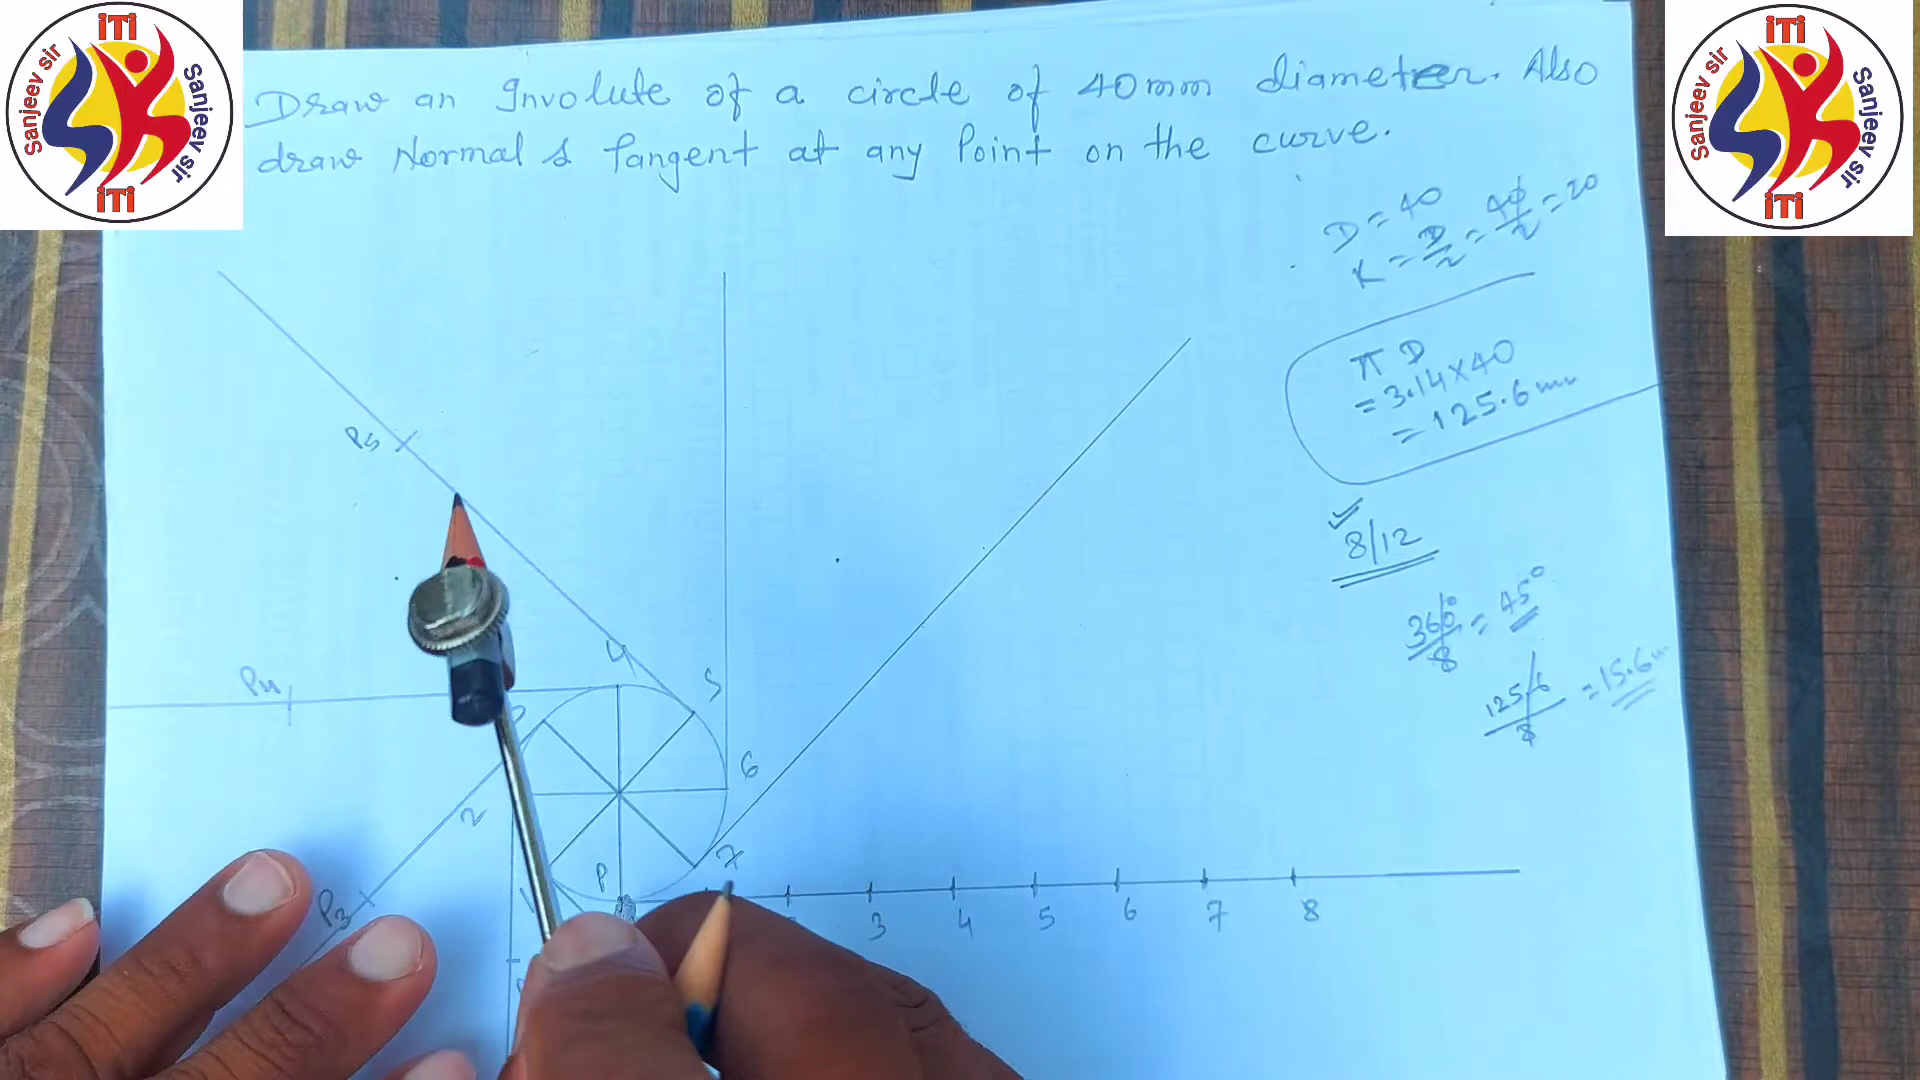 iTi
Sanjeev sir
Sanjeev sir
iTi
iTi
Sanjeev sir
Sanjeev sir
iTi
Draw an Involute of a circle of 40mm diameter. Also
draw Normal & Tangent at any Point on the curve.
D = 40
R = D/2 = 40/2 = 20
π D
= 3.14×40
= 125.6 mm
8/12
360°/8 = 45°
125.6/8 = 15.6
P5
P4
4
5
6
2
P3
1
P
7
3
4
5
6
7
8